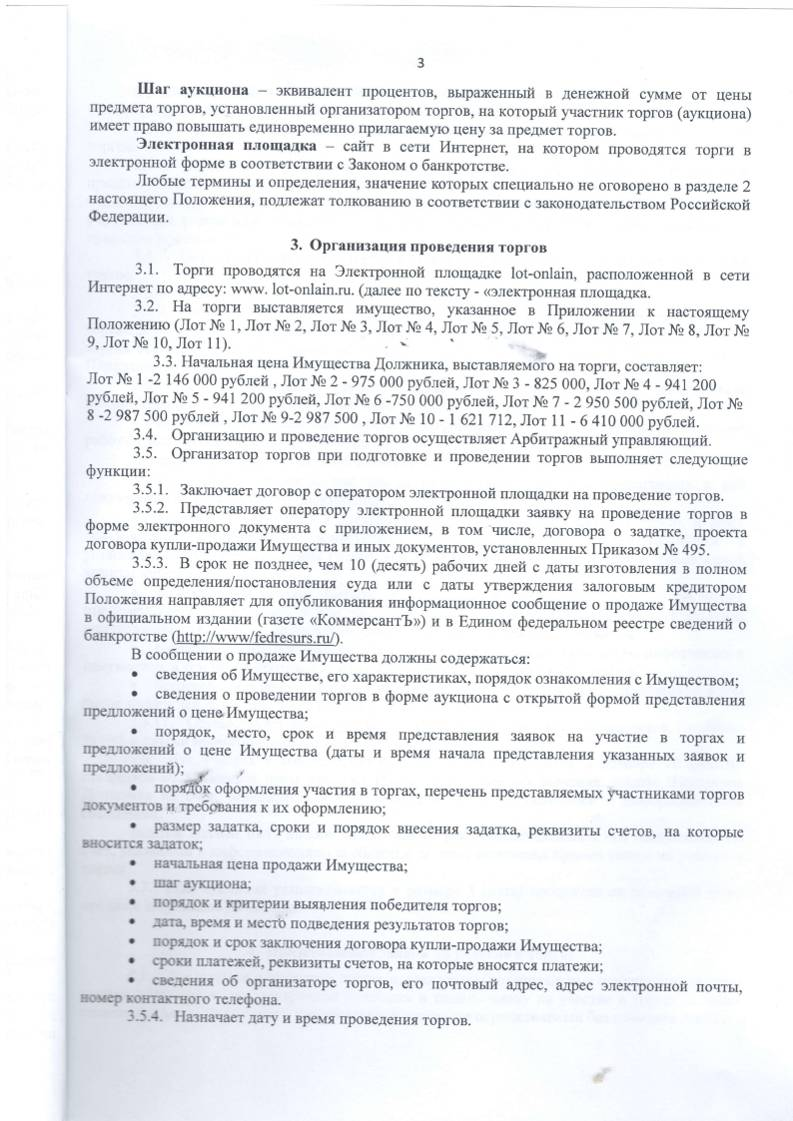 3
Шаг аукциона – эквивалент процентов, выраженный в денежной сумме от цены
предмета торгов, установленный организатором торгов, на который участник торгов (аукциона)
имеет право повышать единовременно прилагаемую цену за предмет торгов.
Электронная площадка – сайт в сети Интернет, на котором проводятся торги в
электронной форме в соответствии с Законом о банкротстве.
Любые термины и определения, значение которых специально не оговорено в разделе 2
настоящего Положения, подлежат толкованию в соответствии с законодательством Российской
Федерации.
3. Организация проведения торгов
3.1. Торги проводятся на Электронной площадке lot-onlain, расположенной в сети
Интернет по адресу: www. lot-onlain.ru. (далее по тексту - «электронная площадка.
3.2. На торги выставляется имущество, указанное в Приложении к настоящему
Положению (Лот № 1, Лот № 2, Лот № 3, Лот № 4, Лот № 5, Лот № 6, Лот № 7, Лот № 8, Лот №
9, Лот № 10, Лот 11).
3.3. Начальная цена Имущества Должника, выставляемого на торги, составляет:
Лот № 1 -2 146 000 рублей , Лот № 2 - 975 000 рублей, Лот № 3 - 825 000, Лот № 4 - 941 200
рублей, Лот № 5 - 941 200 рублей, Лот № 6 -750 000 рублей, Лот № 7 - 2 950 500 рублей, Лот №
8 -2 987 500 рублей , Лот № 9-2 987 500 , Лот № 10 - 1 621 712, Лот 11 - 6 410 000 рублей.
3.4. Организацию и проведение торгов осуществляет Арбитражный управляющий.
3.5. Организатор торгов при подготовке и проведении торгов выполняет следующие
функции:
3.5.1. Заключает договор с оператором электронной площадки на проведение торгов.
3.5.2. Представляет оператору электронной площадки заявку на проведение торгов в
форме электронного документа с приложением, в том числе, договора о задатке, проекта
договора купли-продажи Имущества и иных документов, установленных Приказом № 495.
3.5.3. В срок не позднее, чем 10 (десять) рабочих дней с даты изготовления в полном
объеме определения/постановления суда или с даты утверждения залоговым кредитором
Положения направляет для опубликования информационное сообщение о продаже Имущества
в официальном издании (газете «КоммерсантЪ») и в Едином федеральном реестре сведений о
банкротстве (http://www/fedresurs.ru/).
В сообщении о продаже Имущества должны содержаться:
• сведения об Имуществе, его характеристиках, порядок ознакомления с Имуществом;
• сведения о проведении торгов в форме аукциона с открытой формой представления
предложений о цене Имущества;
• порядок, место, срок и время представления заявок на участие в торгах и
предложений о цене Имущества (даты и время начала представления указанных заявок и
предложений);
• порядок оформления участия в торгах, перечень представляемых участниками торгов
документов и требования к их оформлению;
• размер задатка, сроки и порядок внесения задатка, реквизиты счетов, на которые
вносится задаток;
• начальная цена продажи Имущества;
• шаг аукциона;
• порядок и критерии выявления победителя торгов;
• дата, время и место подведения результатов торгов;
• порядок и срок заключения договора купли-продажи Имущества;
• сроки платежей, реквизиты счетов, на которые вносятся платежи;
• сведения об организаторе торгов, его почтовый адрес, адрес электронной почты,
номер контактного телефона.
3.5.4. Назначает дату и время проведения торгов.